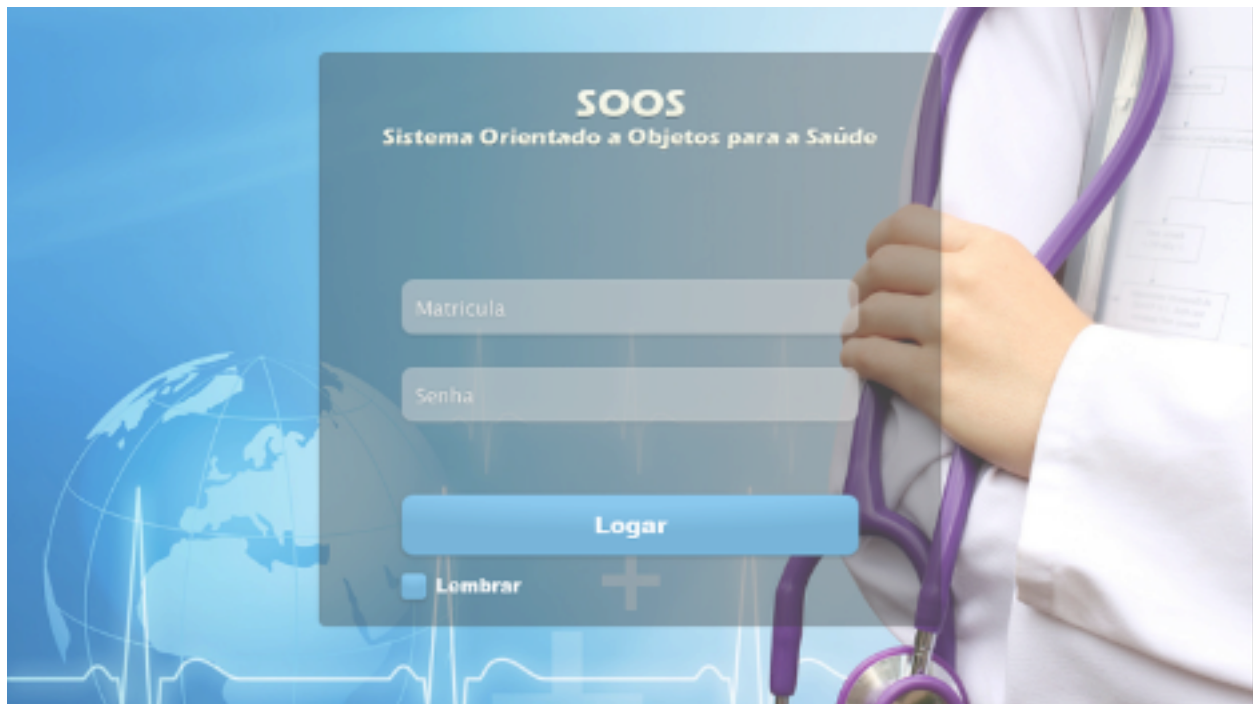 SOOS
Sistema Orientado a Objetos para a Saúde
Matricula
Senha
Logar
Lembrar